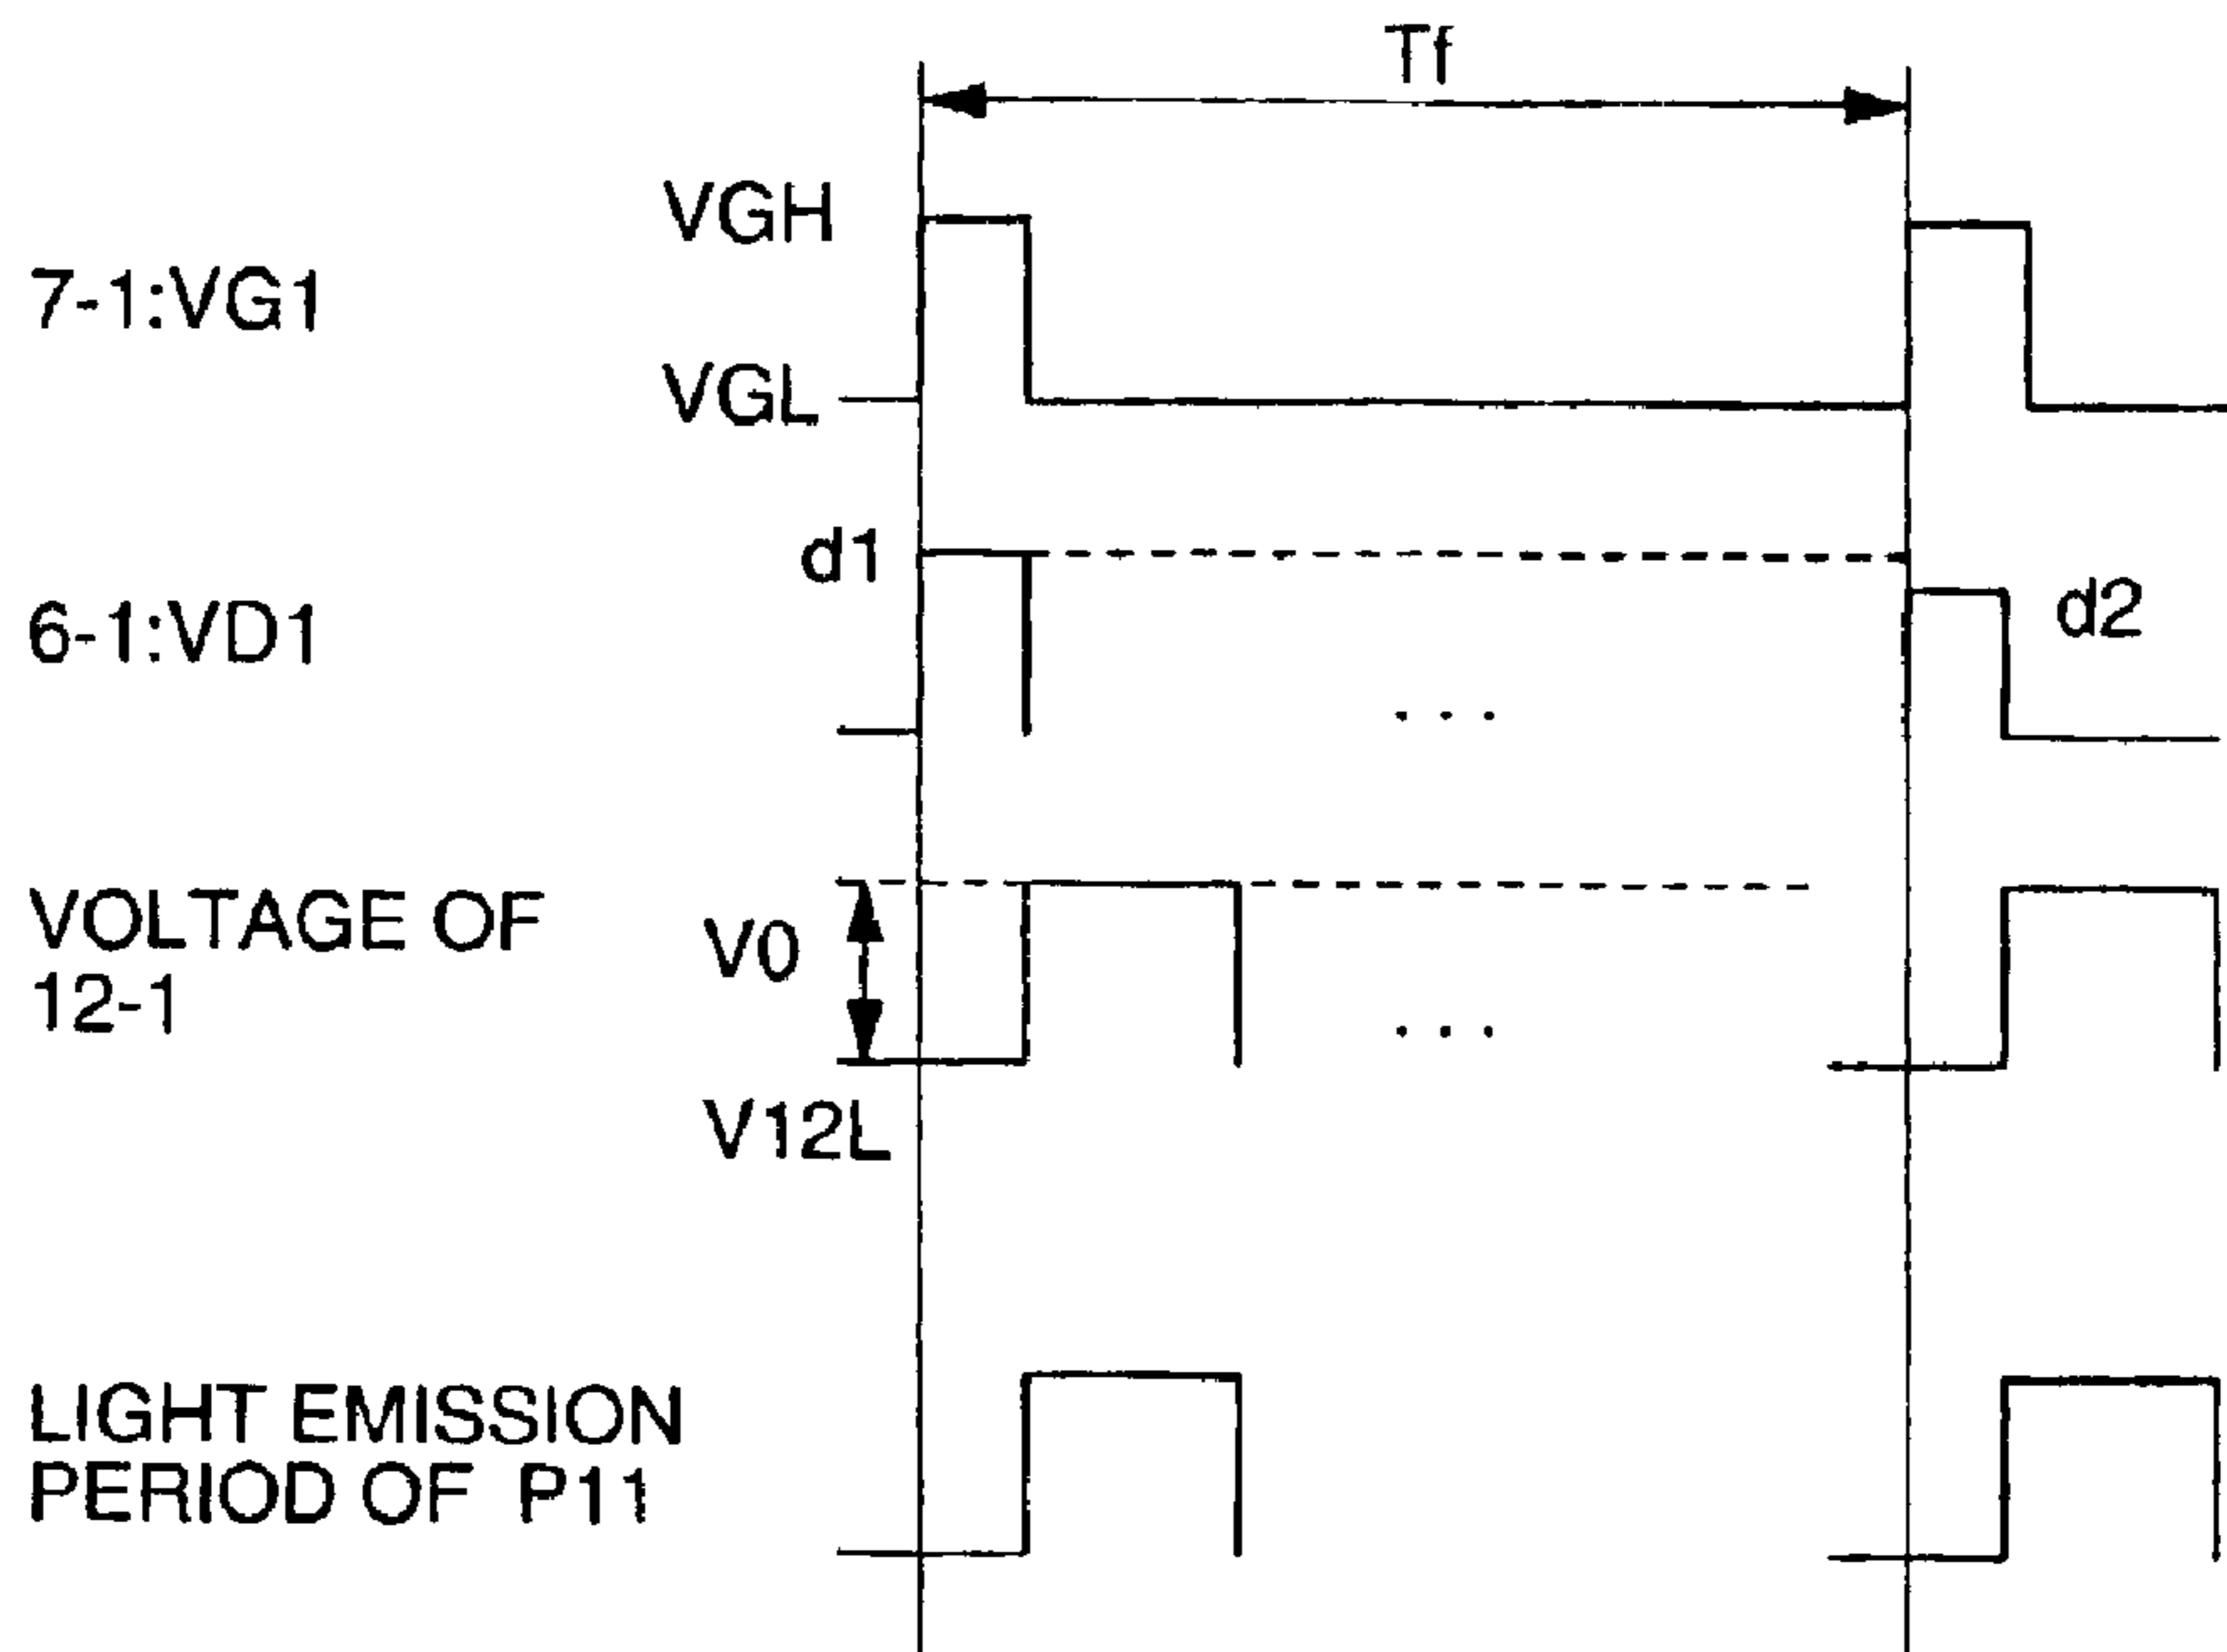 Tf
VGH
7-1:VG1
VGL
d1
6-1:VD1
d2
. . .
VOLTAGE OF
12-1
V0
. . .
V12L
LIGHT EMISSION
PERIOD OF P11